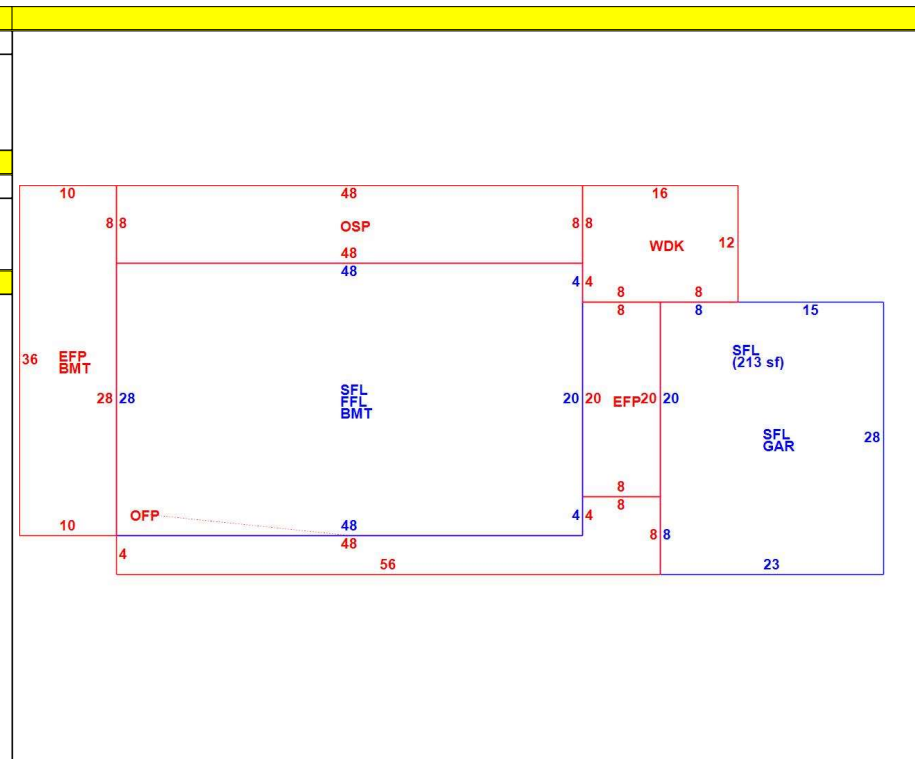 10 48 16
8 8 OSP 8 8 WDK 12
48
48 4 4 8 8
8 8 15
36 EFP
BMT
SFL
(213 sf)
28 28 SFL
FFL
BMT
20 20 EFP 20 20
SFL
GAR
28
8
OFP 8
10 48 4 4
48 8 8
4 56 23